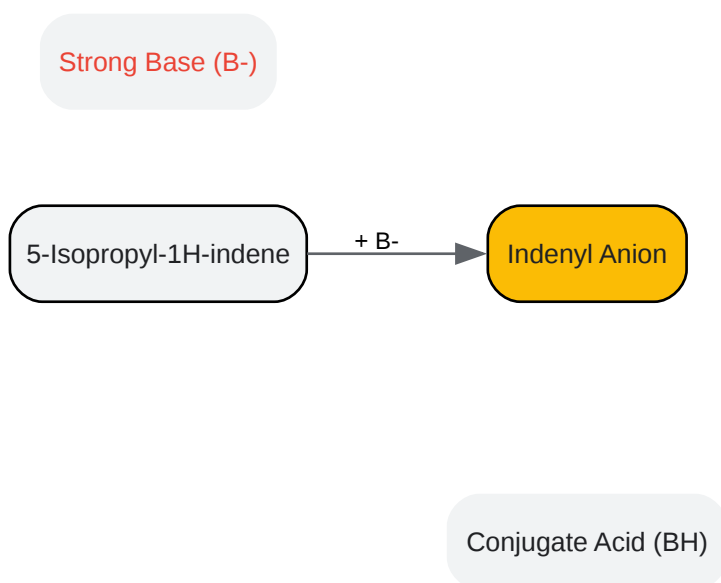 Strong Base (B-)
5-Isopropyl-1H-indene
+ B-
Indenyl Anion
Conjugate Acid (BH)